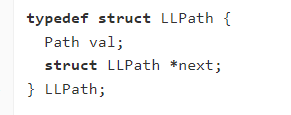 typedef struct LLPath {
  Path val;
  struct LLPath *next;
} LLPath;